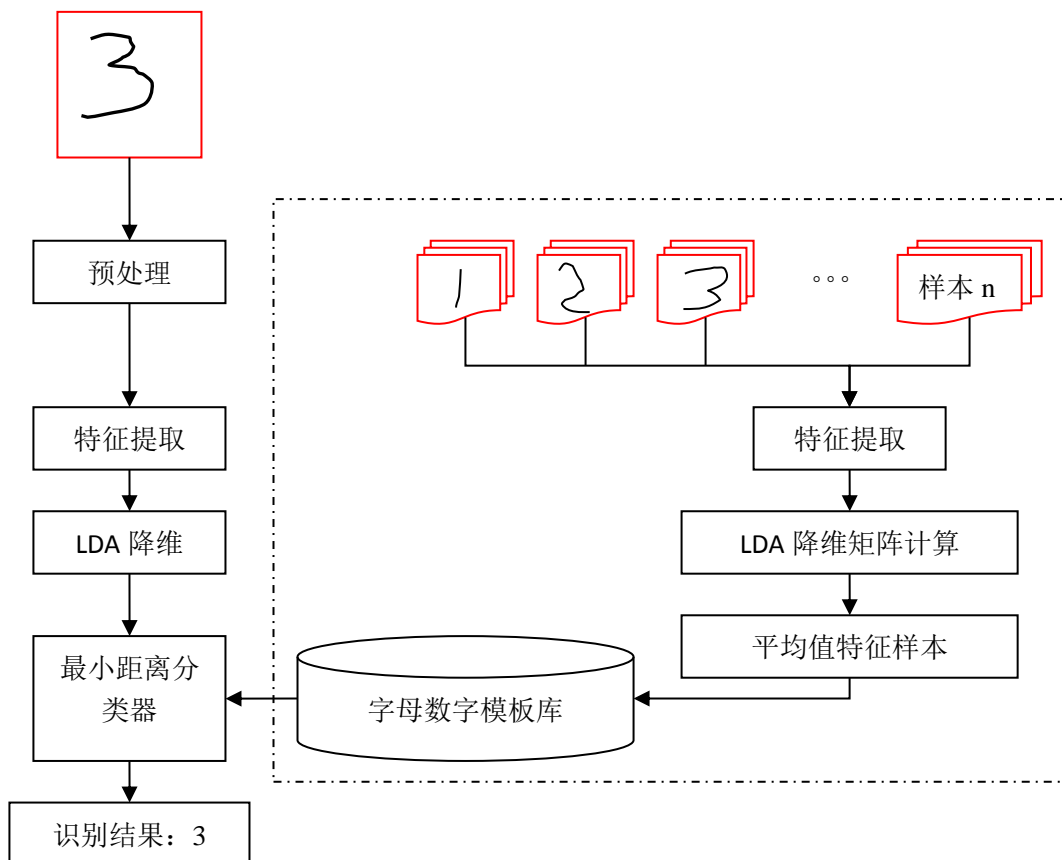 3
预处理
特征提取
LDA 降维
最小距离分
类器
识别结果：3
1
2
3
。。。
样本 n
特征提取
LDA 降维矩阵计算
平均值特征样本
字母数字模板库